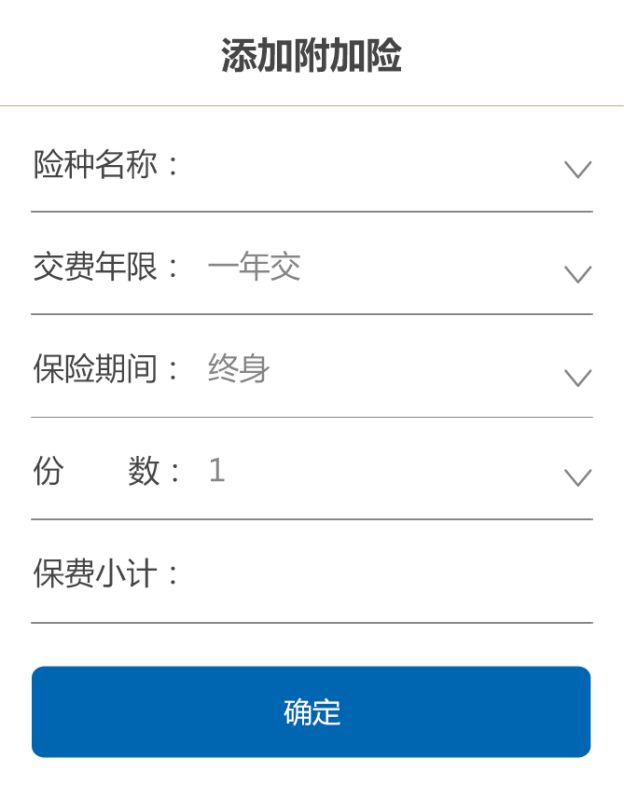 添加附加险
险种名称：
交费年限： 一年交
保险期间： 终身
份 数： 1
保费小计：
确定